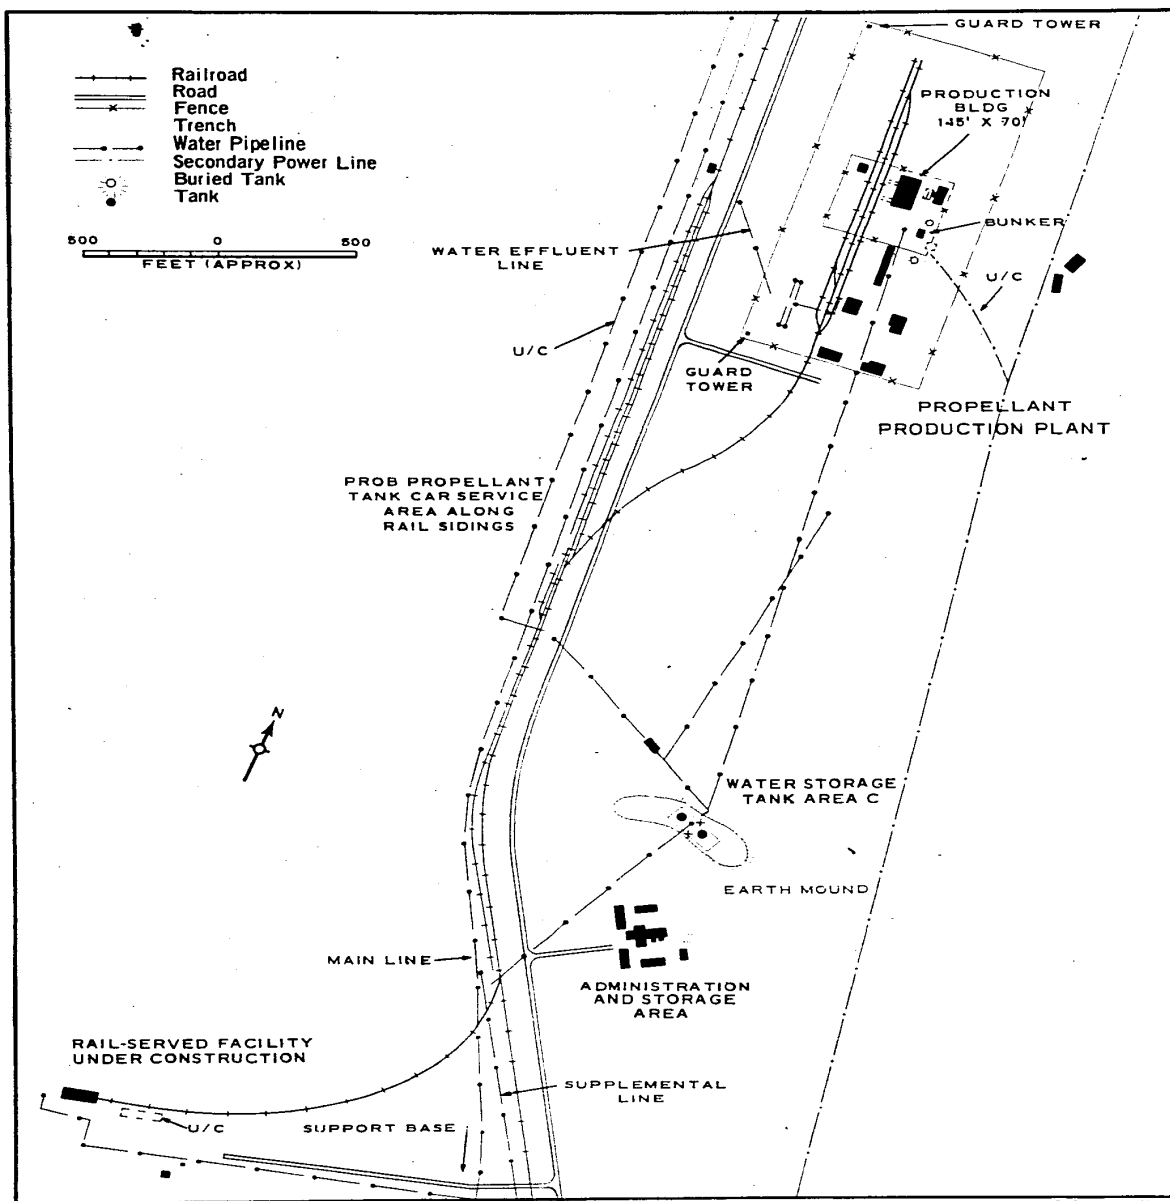 GUARD TOWER
Railroad
Road
Fence
Trench
Water Pipeline
Secondary Power Line
Buried Tank
Tank
500 0 500
FEET (APPROX)
PRODUCTION
BLDG
145' X 70'
WATER EFFLUENT
LINE
BUNKER
U/C
U/C
GUARD
TOWER
PROPELLANT
PRODUCTION PLANT
PROB PROPELLANT
TANK CAR SERVICE
AREA ALONG
RAIL SIDINGS
N
WATER STORAGE
TANK AREA C
EARTH MOUND
MAIN LINE
ADMINISTRATION
AND STORAGE
AREA
RAIL-SERVED FACILITY
UNDER CONSTRUCTION
SUPPLEMENTAL
LINE
U/C
SUPPORT BASE